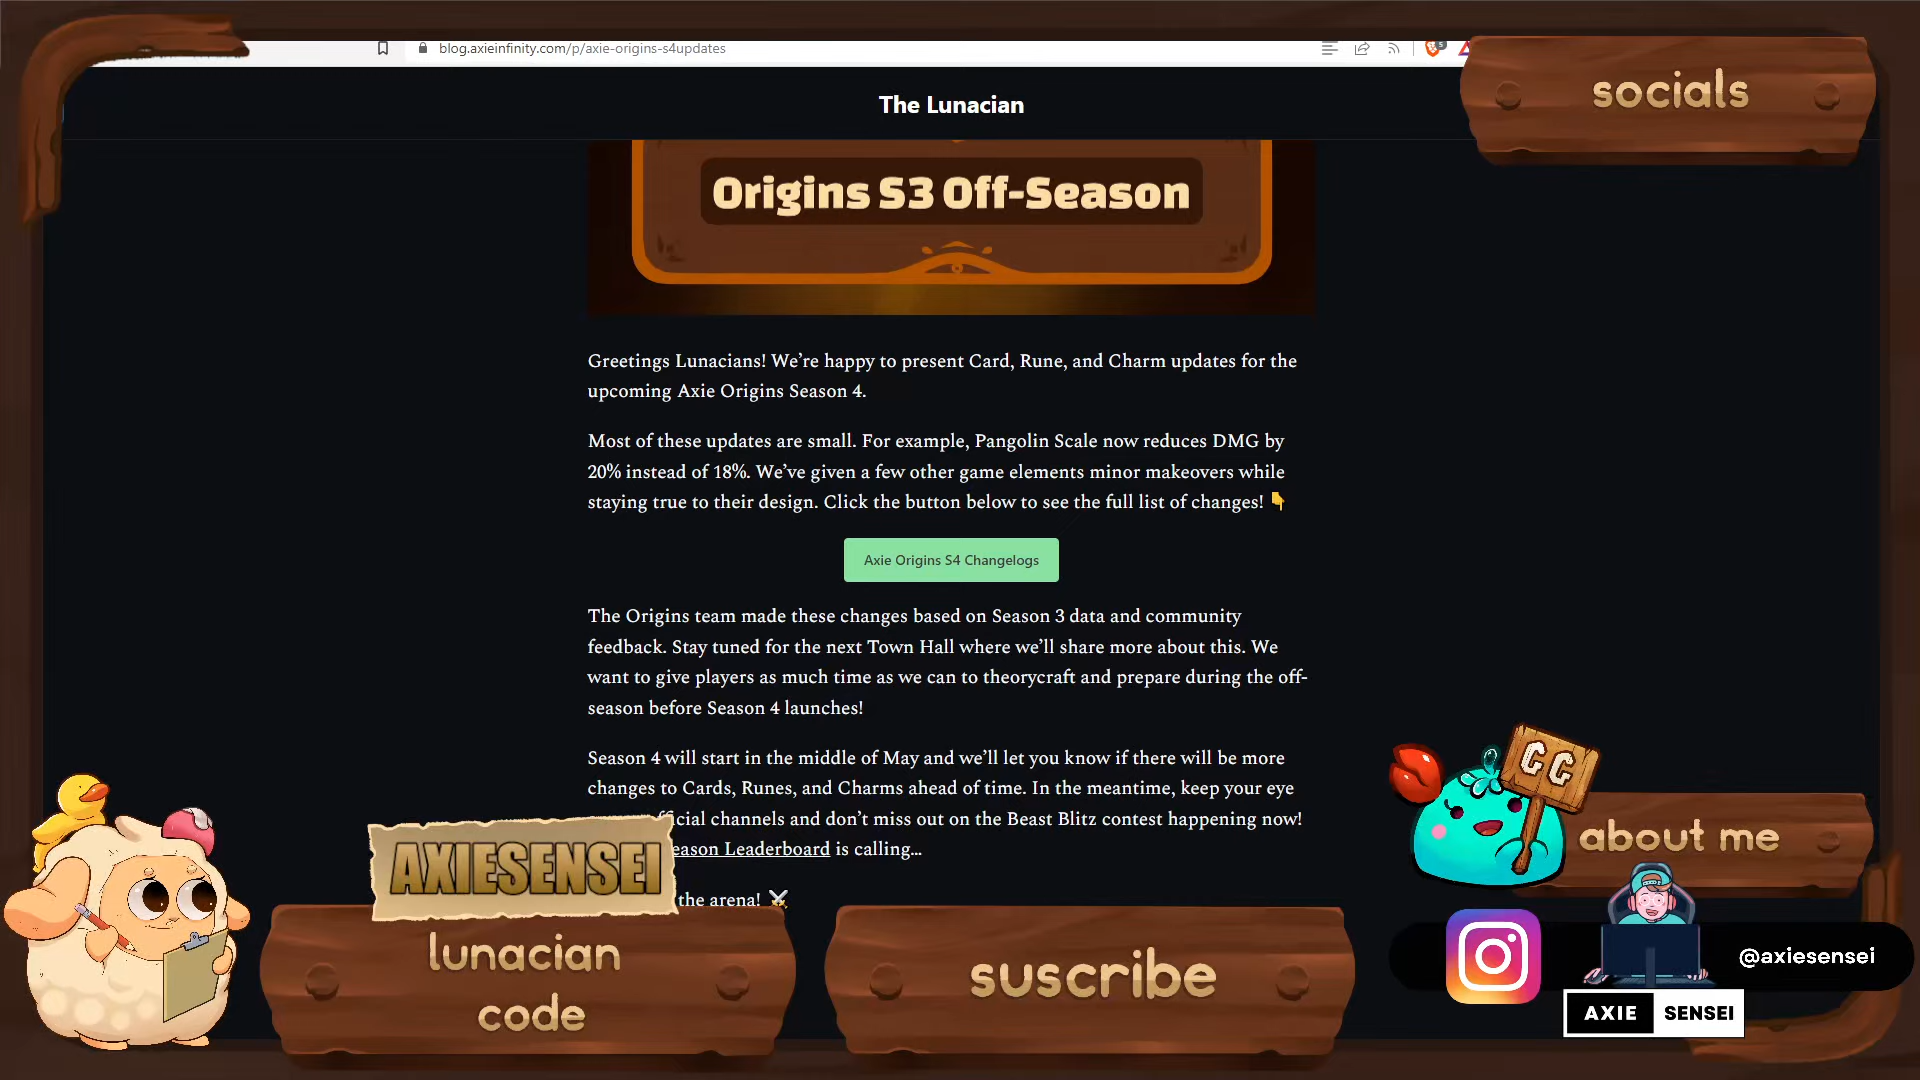 blog.axieinfinity.com/p/axie-origins-s4updates
socials
The Lunacian
Origins S3 Off-Season
Greetings Lunacians! We’re happy to present Card, Rune, and Charm updates for the
upcoming Axie Origins Season 4.
Most of these updates are small. For example, Pangolin Scale now reduces DMG by
20% instead of 18%. We’ve given a few other game elements minor makeovers while
staying true to their design. Click the button below to see the full list of changes! 👇
Axie Origins S4 Changelogs
The Origins team made these changes based on Season 3 data and community
feedback. Stay tuned for the next Town Hall where we’ll share more about this. We
want to give players as much time as we can to theorycraft and prepare during the off-
season before Season 4 launches!
Season 4 will start in the middle of May and we’ll let you know if there will be more
changes to Cards, Runes, and Charms ahead of time. In the meantime, keep your eye
channels and don’t miss out on the Beast Blitz contest happening now!
Leaderboard is calling…
the arena! ⚔
CC
about me
AXIESENSEI
lunacian
code
suscribe
@axiesensei
AXIE SENSEI